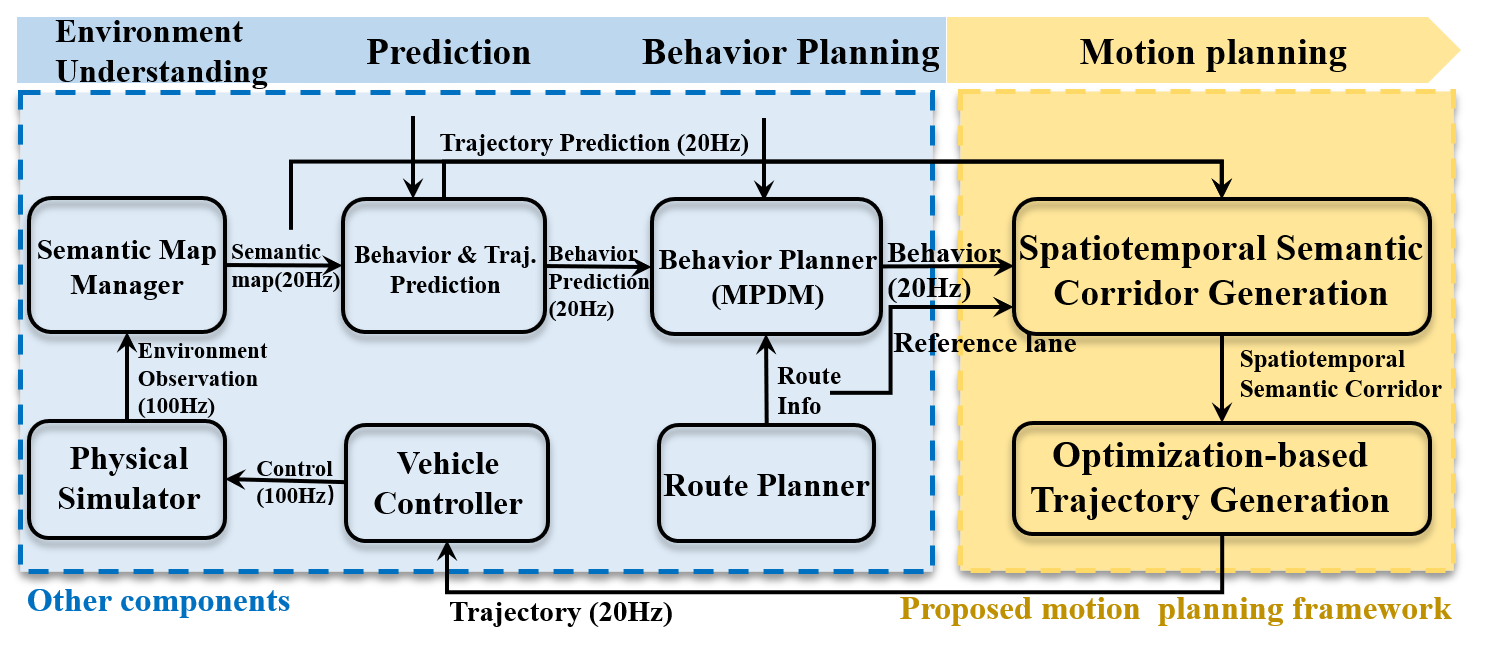 Environment
Understanding
Prediction
Behavior Planning
Motion planning
Trajectory Prediction (20Hz)
Semantic Map
Manager
Semantic
map(20Hz)
Behavior & Traj.
Prediction
Behavior
Prediction
(20Hz)
Behavior Planner
(MPDM)
Behavior
(20Hz)
Spatiotemporal Semantic
Corridor Generation
Reference lane
Environment
Observation
(100Hz)
Route
Info
Spatiotemporal
Semantic Corridor
Physical
Simulator
Control
(100Hz)
Vehicle
Controller
Route Planner
Optimization-based
Trajectory Generation
Other components
Trajectory (20Hz)
Proposed motion  planning framework